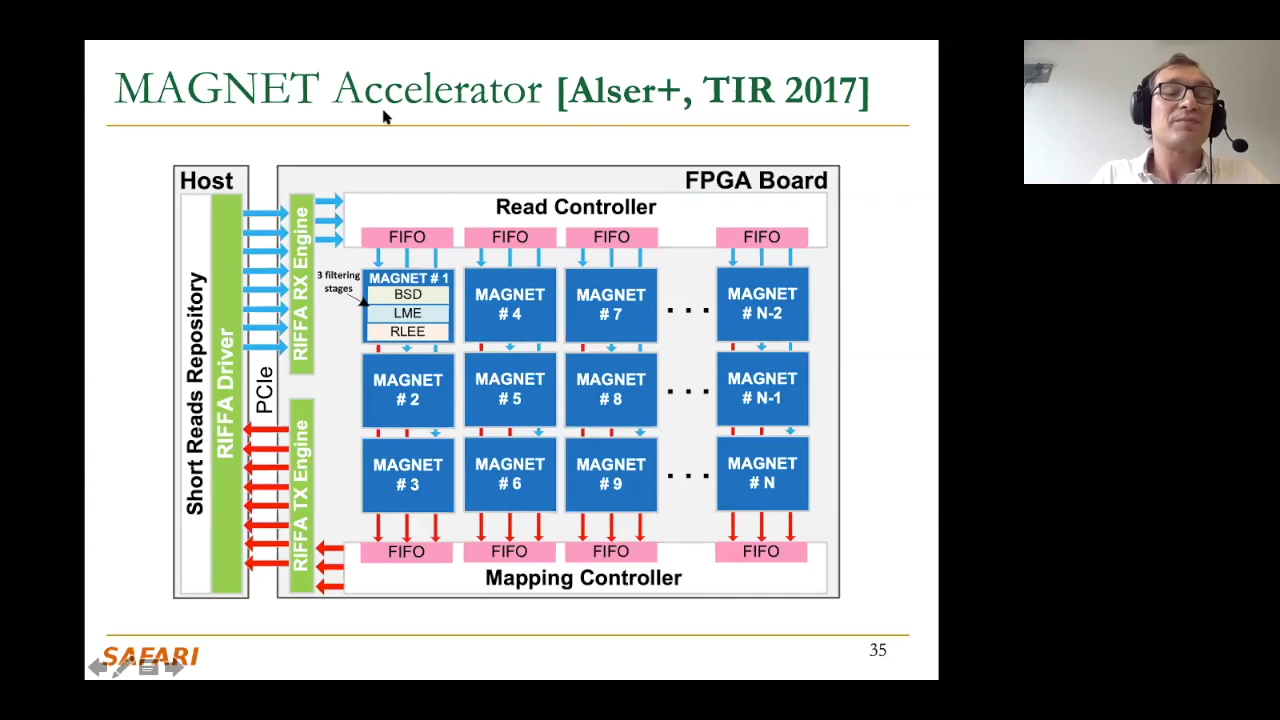 MAGNET Accelerator [Alser+, TIR 2017]
Host
FPGA Board
Short Reads Repository
RIFFA Driver
PCIe
RIFFA RX Engine
RIFFA TX Engine
Read Controller
FIFO FIFO FIFO FIFO
3 filtering
stages
MAGNET # 1
BSD
LME
RLEE
MAGNET
# 4
MAGNET
# 7
. . .
MAGNET
# N-2
MAGNET
# 2
MAGNET
# 5
MAGNET
# 8
. . .
MAGNET
# N-1
MAGNET
# 3
MAGNET
# 6
MAGNET
# 9
. . .
MAGNET
# N
FIFO FIFO FIFO FIFO
Mapping Controller
SAFARI
35